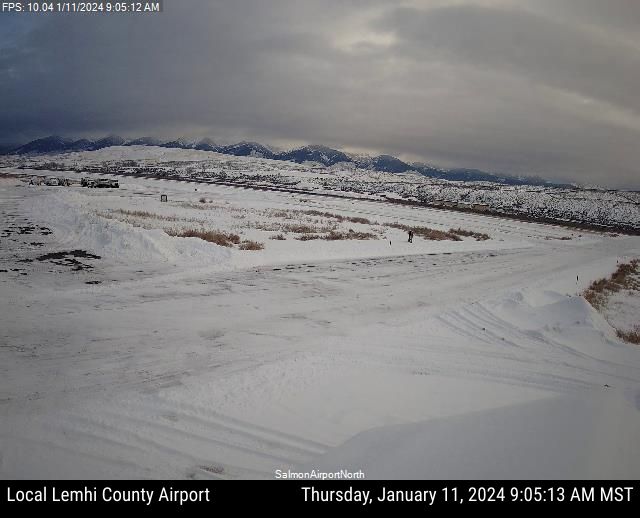 FPS: 10.04 1/11/2024 9:05:12 AM
SalmonAirportNorth
Local Lemhi County Airport Thursday, January 11, 2024 9:05:13 AM MST